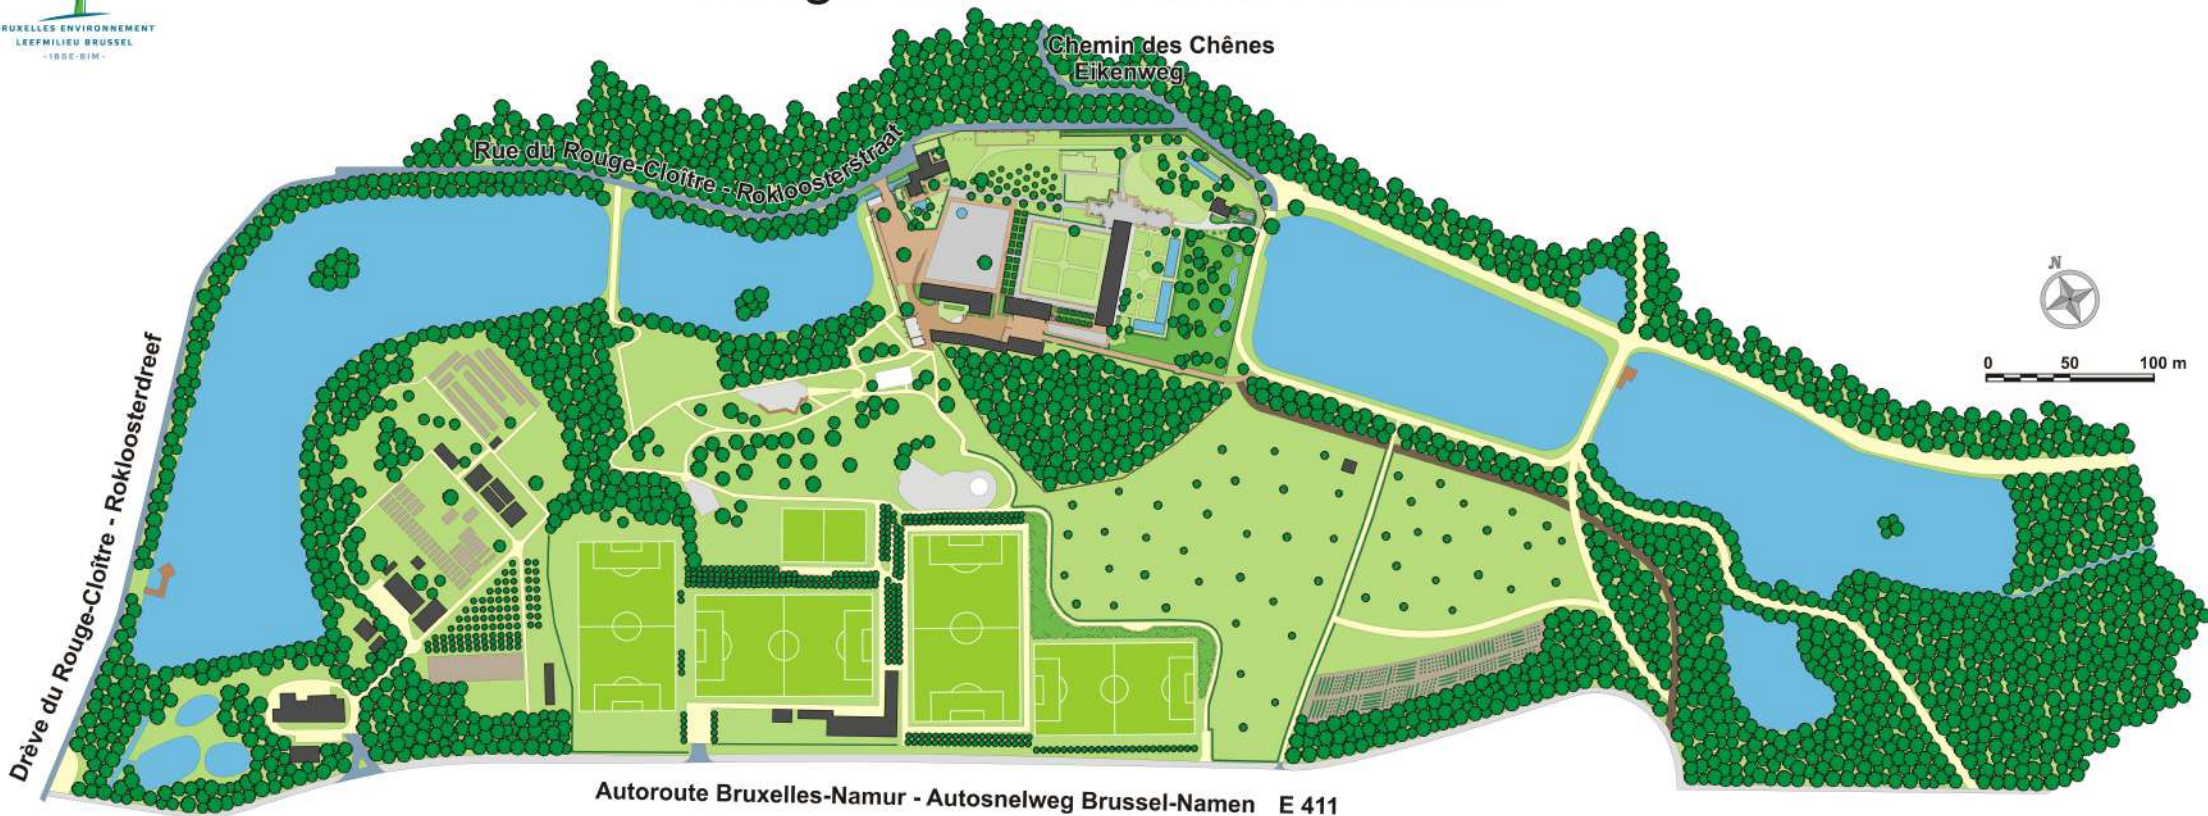 RUXELLES ENVIRONNEMENT
LEEFMILIEU BRUSSEL
-IBGE-BIM-
Chemin des Chênes
Eikenweg
Rue du Rouge-Cloître - Rokloosterstraat
N
0 50 100 m
Drève du Rouge-Cloître - Rokloosterdreef
Autoroute Bruxelles-Namur - Autosnelweg Brussel-Namen E 411